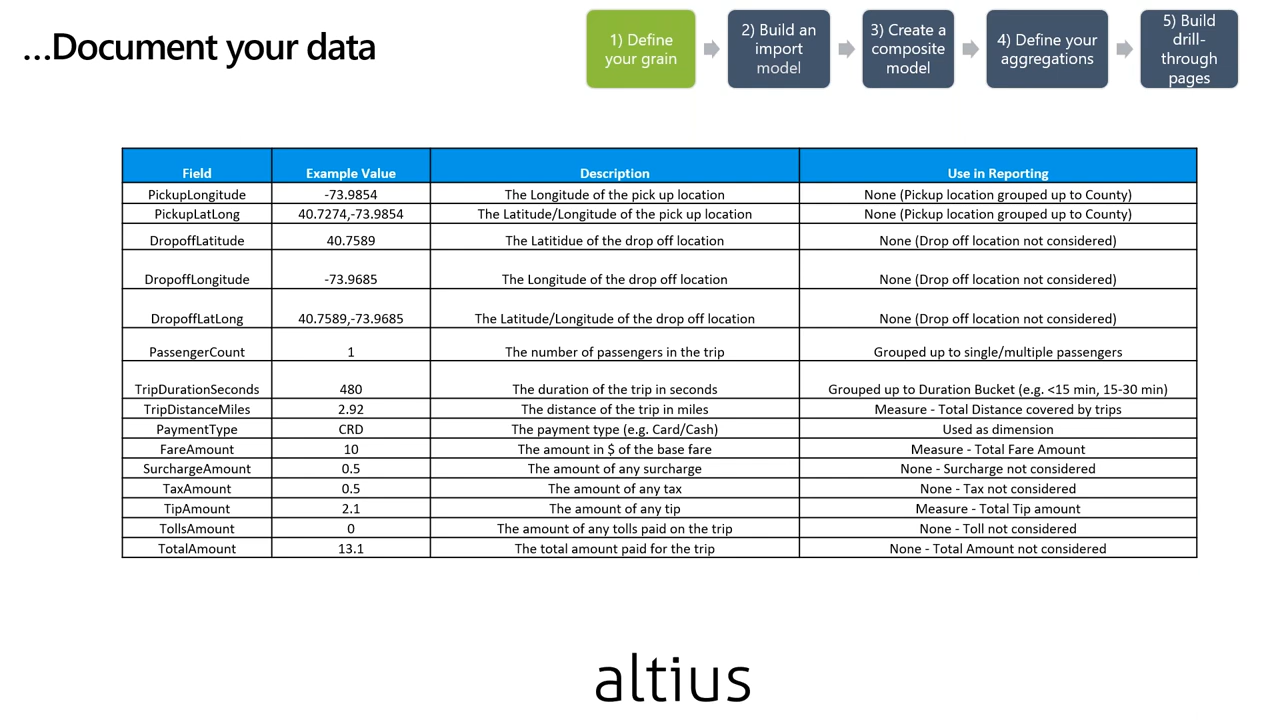 ...Document your data
1) Define
your grain
2) Build an
import
model
3) Create a
composite
model
4) Define your
aggregations
5) Build
drill-
through
pages
Field Example Value Description Use in Reporting
PickupLongitude -73.9854 The Longitude of the pick up location None (Pickup location grouped up to County)
PickupLatLong 40.7274,-73.9854 The Latitude/Longitude of the pick up location None (Pickup location grouped up to County)
DropoffLatitude 40.7589 The Latitidue of the drop off location None (Drop off location not considered)
DropoffLongitude -73.9685 The Longitude of the drop off location None (Drop off location not considered)
DropoffLatLong 40.7589,-73.9685 The Latitude/Longitude of the drop off location None (Drop off location not considered)
PassengerCount 1 The number of passengers in the trip Grouped up to single/multiple passengers
TripDurationSeconds 480 The duration of the trip in seconds Grouped up to Duration Bucket (e.g. <15 min, 15-30 min)
TripDistanceMiles 2.92 The distance of the trip in miles Measure - Total Distance covered by trips
PaymentType CRD The payment type (e.g. Card/Cash) Used as dimension
FareAmount 10 The amount in $ of the base fare Measure - Total Fare Amount
SurchargeAmount 0.5 The amount of any surcharge None - Surcharge not considered
TaxAmount 0.5 The amount of any tax None - Tax not considered
TipAmount 2.1 The amount of any tip Measure - Total Tip amount
TollsAmount 0 The amount of any tolls paid on the trip None - Toll not considered
TotalAmount 13.1 The total amount paid for the trip None - Total Amount not considered
altius